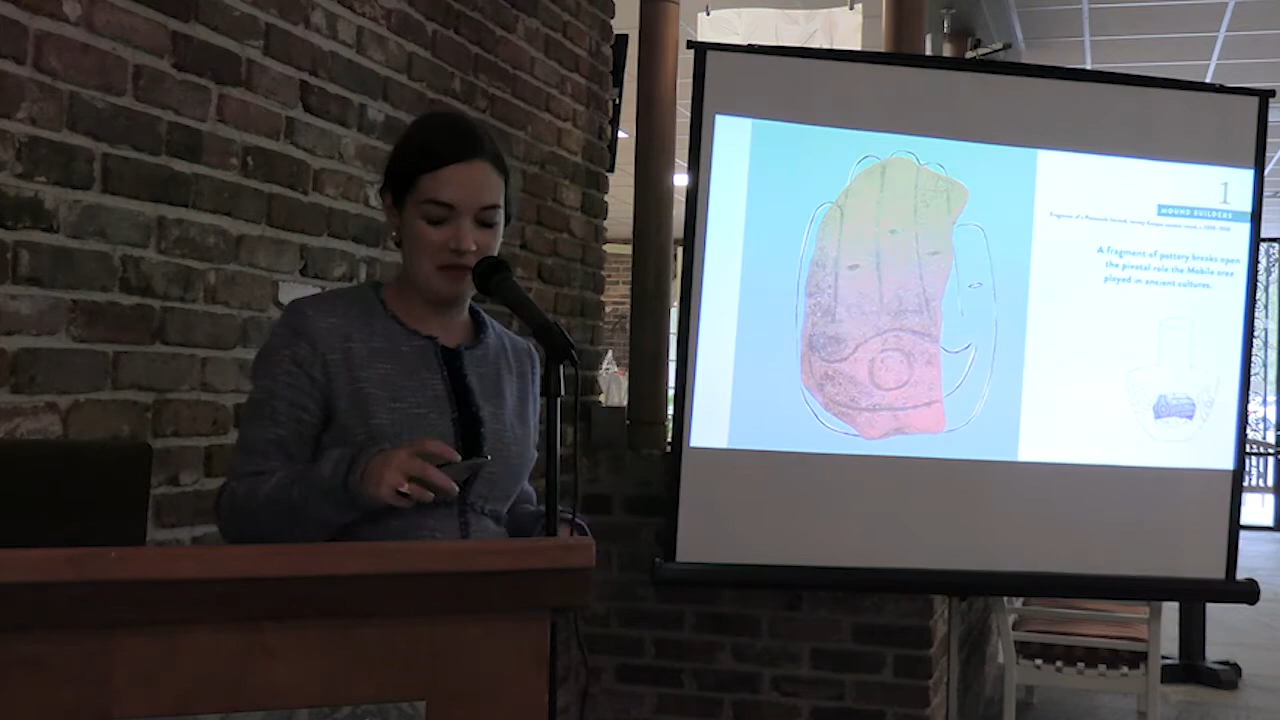 1
MOUND BUILDERS
A fragment of pottery breaks open
the pivotal role the Mobile area
played in ancient cultures.